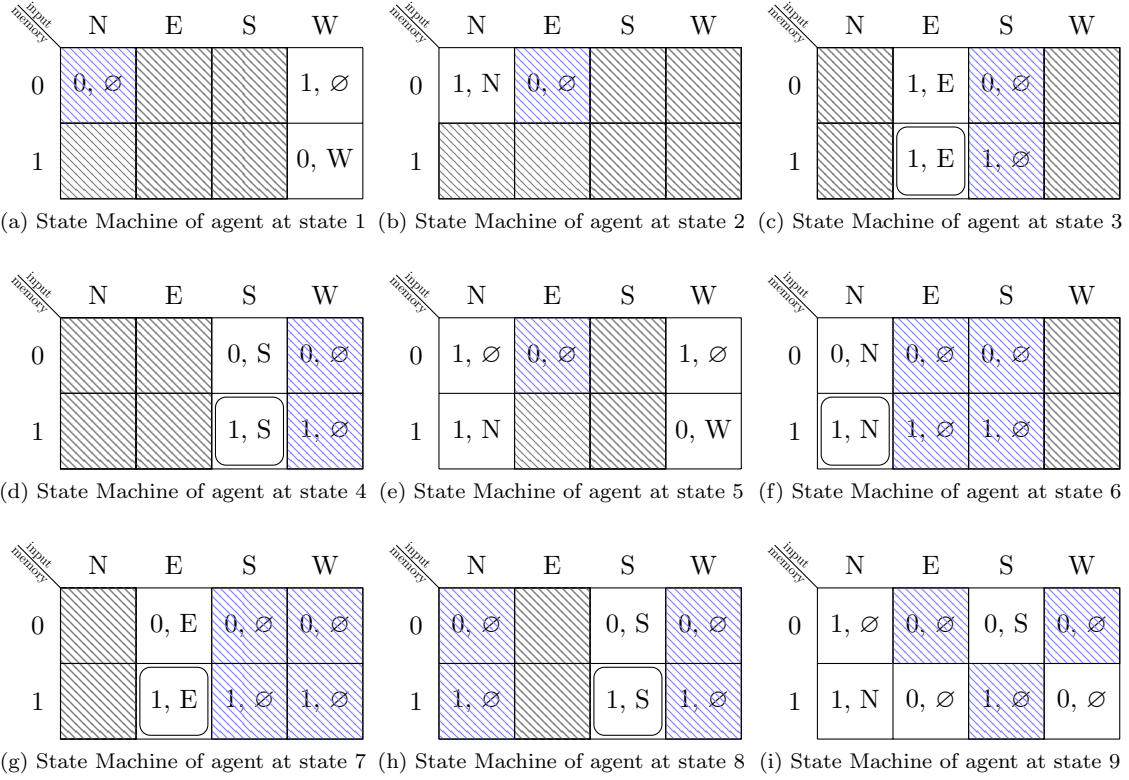 input memory N E S W input memory N E S W input memory N E S W
0 0, ∅ 1, ∅ 0 1, N 0, ∅ 0 1, E 0, ∅
1 0, W 1 1 1, E 1, ∅
(a) State Machine of agent at state 1 (b) State Machine of agent at state 2 (c) State Machine of agent at state 3
input memory N E S W input memory N E S W input memory N E S W
0 0, S 0, ∅ 0 1, ∅ 0, ∅ 1, ∅ 0 0, N 0, ∅ 0, ∅
1 1, S 1, ∅ 1 1, N 0, W 1 1, N 1, ∅ 1, ∅
(d) State Machine of agent at state 4 (e) State Machine of agent at state 5 (f) State Machine of agent at state 6
input memory N E S W input memory N E S W input memory N E S W
0 0, E 0, ∅ 0, ∅ 0 0, ∅ 0, S 0, ∅ 0 1, ∅ 0, ∅ 0, S 0, ∅
1 1, E 1, ∅ 1, ∅ 1 1, ∅ 1, S 1, ∅ 1 1, N 0, ∅ 1, ∅ 0, ∅
(g) State Machine of agent at state 7 (h) State Machine of agent at state 8 (i) State Machine of agent at state 9